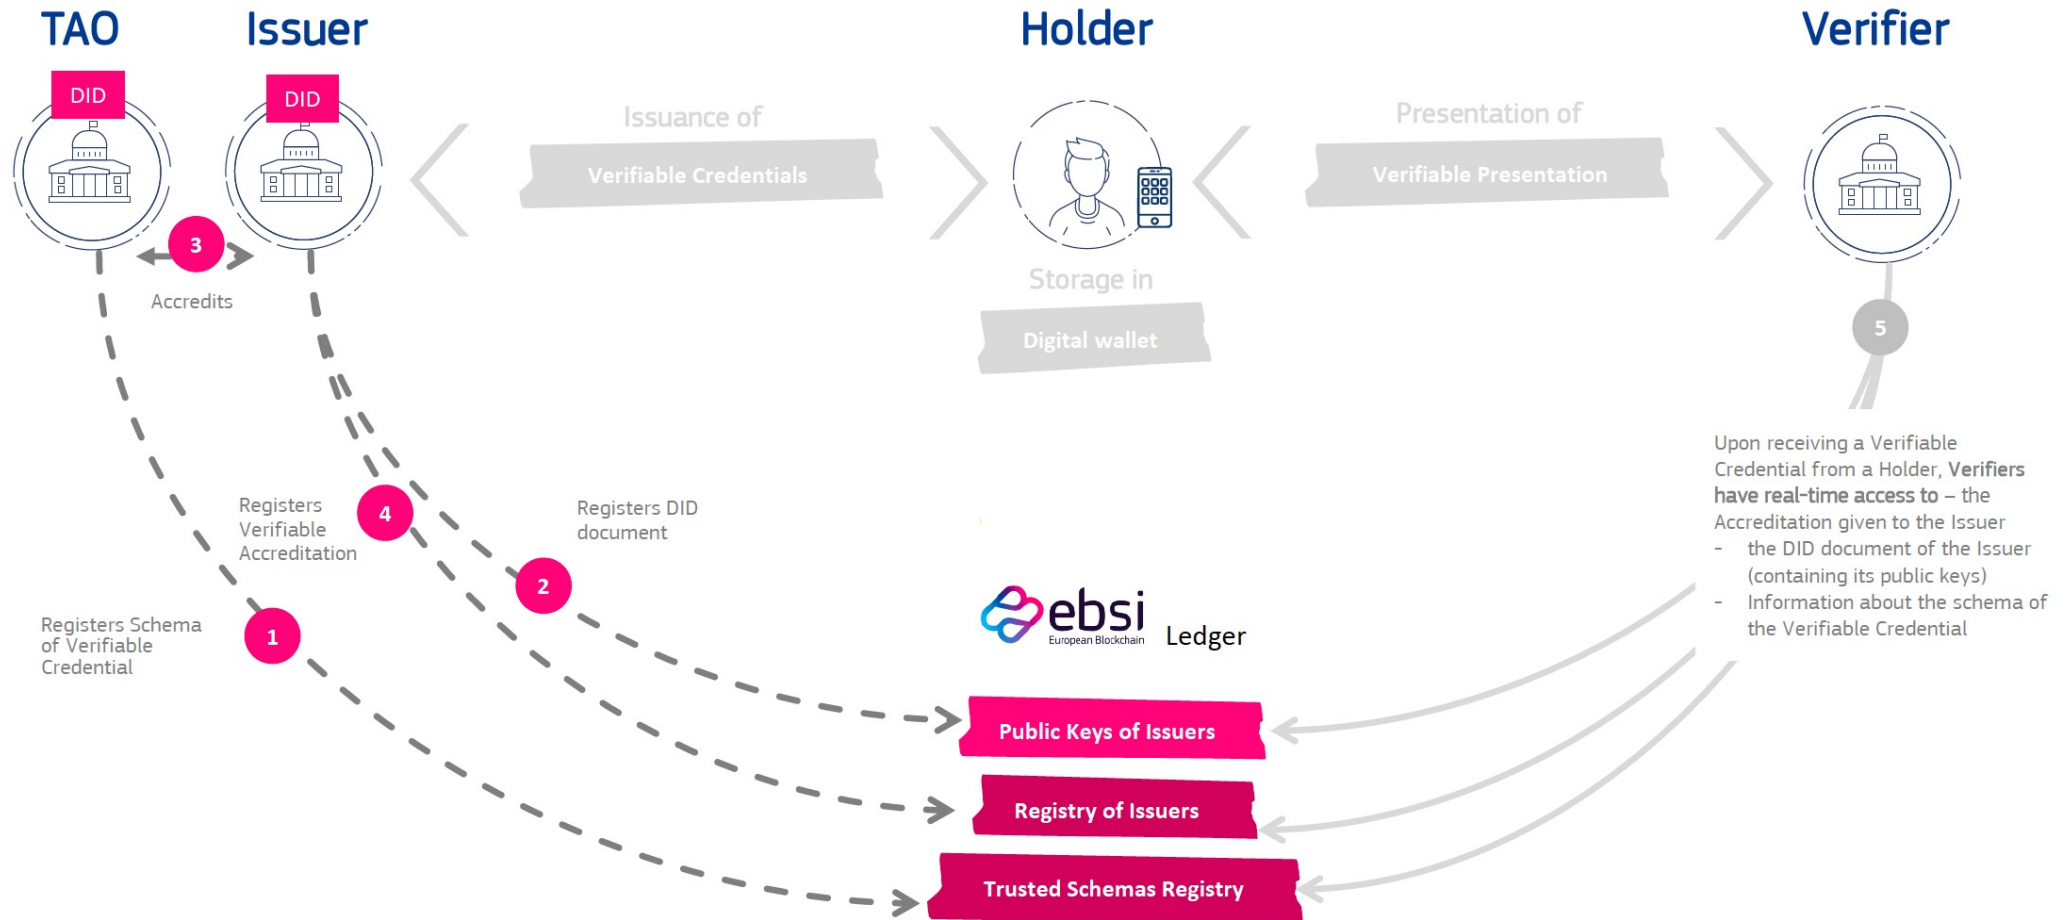 TAO
Issuer
Holder
Verifier
DID
DID
Issuance of
Verifiable Credentials
Presentation of
Verifiable Presentation
3
Accredits
Storage in
Digital wallet
5
Upon receiving a Verifiable
Credential from a Holder, Verifiers
have real-time access to – the
Accreditation given to the Issuer
- the DID document of the Issuer
(containing its public keys)
- Information about the schema of
the Verifiable Credential
Registers
Verifiable
Accreditation
4
Registers DID
document
2
Registers Schema
of Verifiable
Credential
1
ebsi
European Blockchain
Ledger
Public Keys of Issuers
Registry of Issuers
Trusted Schemas Registry